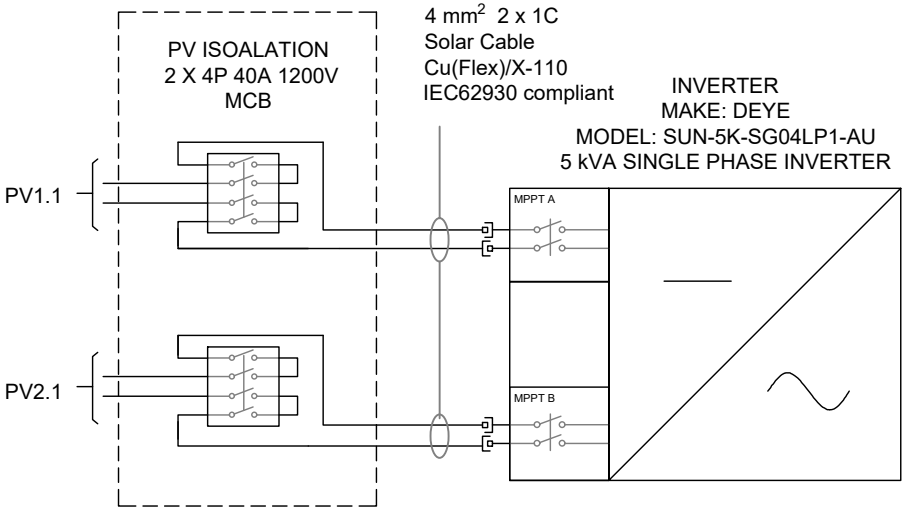 PV ISOALATION
2 X 4P 40A 1200V
MCB
4 mm² 2 x 1C
Solar Cable
Cu(Flex)/X-110
IEC62930 compliant
INVERTER
MAKE: DEYE
MODEL: SUN-5K-SG04LP1-AU
5 kVA SINGLE PHASE INVERTER
PV1.1
MPPT A
PV2.1
MPPT B